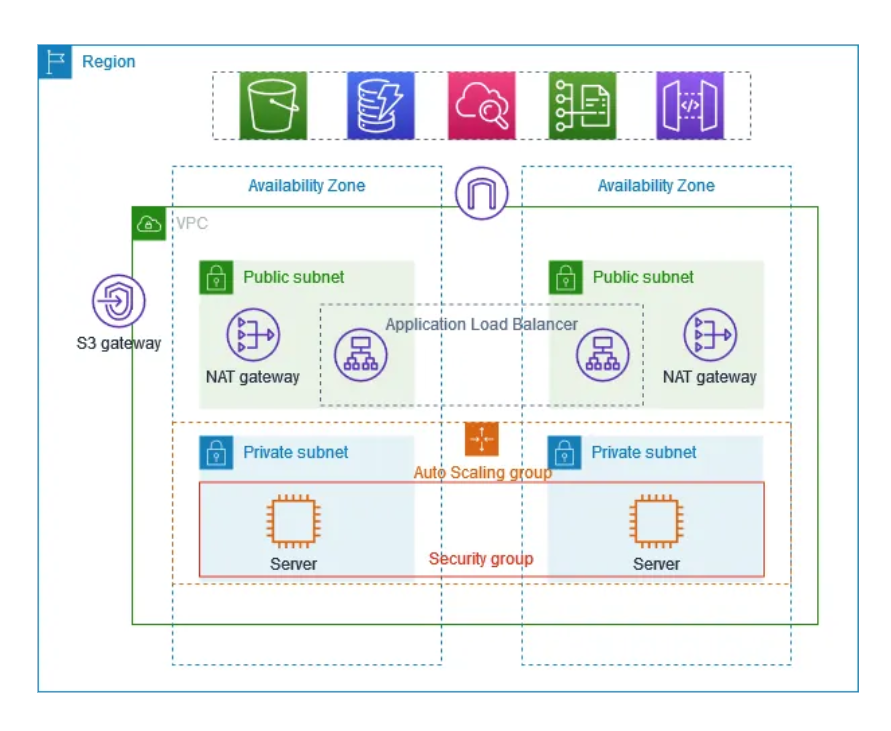 Region
Availability Zone
Availability Zone
VPC
Public subnet
Public subnet
Application Load Balancer
S3 gateway
NAT gateway
NAT gateway
Private subnet
Private subnet
Auto Scaling group
Security group
Server
Server